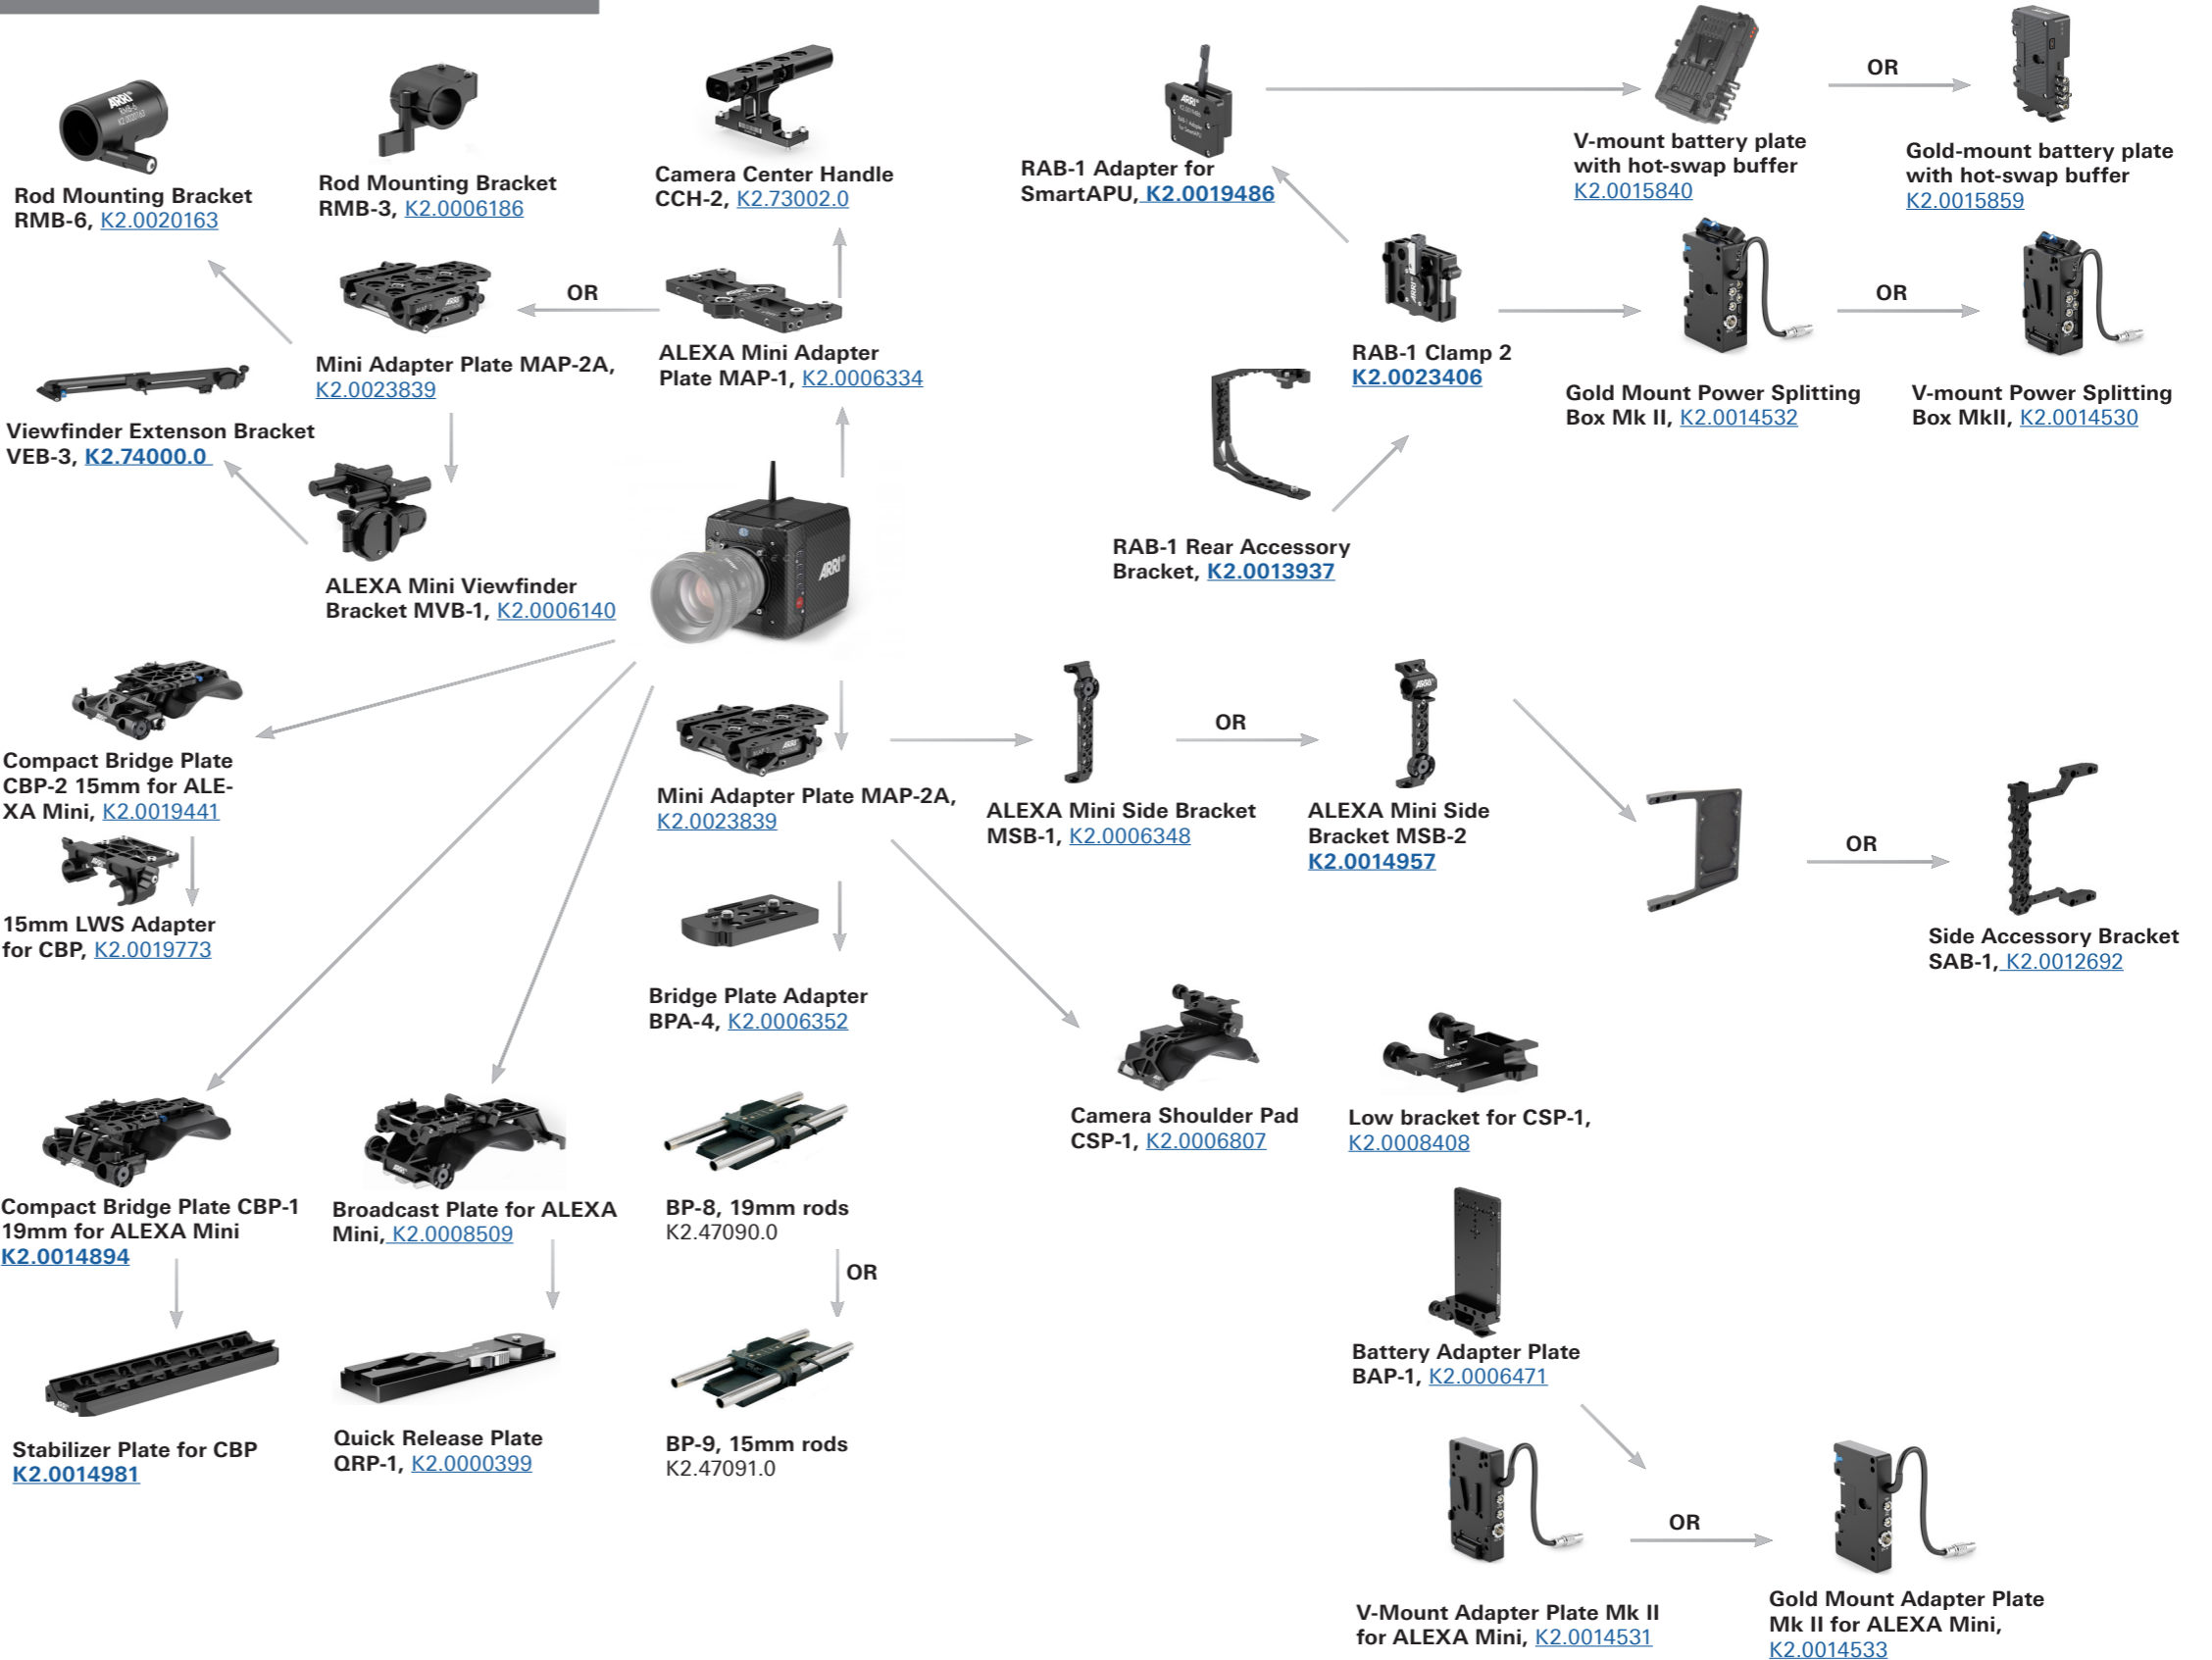 Rod Mounting Bracket
RMB-6, K2.0020163
Rod Mounting Bracket
RMB-3, K2.0006186
Camera Center Handle
CCH-2, K2.73002.0
RAB-1 Adapter for
SmartAPU, K2.0019486
V-mount battery plate
with hot-swap buffer
K2.0015840
OR
Gold-mount battery plate
with hot-swap buffer
K2.0015859
Mini Adapter Plate MAP-2A,
K2.0023839
OR
ALEXA Mini Adapter
Plate MAP-1, K2.0006334
RAB-1 Clamp 2
K2.0023406
Gold Mount Power Splitting
Box Mk II, K2.0014532
OR
V-mount Power Splitting
Box MkII, K2.0014530
Viewfinder Extenson Bracket
VEB-3, K2.74000.0
ALEXA Mini Viewfinder
Bracket MVB-1, K2.0006140
ARRI
RAB-1 Rear Accessory
Bracket, K2.0013937
Compact Bridge Plate
CBP-2 15mm for ALE-
XA Mini, K2.0019441
15mm LWS Adapter
for CBP, K2.0019773
Mini Adapter Plate MAP-2A,
K2.0023839
ALEXA Mini Side Bracket
MSB-1, K2.0006348
OR
ALEXA Mini Side
Bracket MSB-2
K2.0014957
OR
Side Accessory Bracket
SAB-1, K2.0012692
Bridge Plate Adapter
BPA-4, K2.0006352
Camera Shoulder Pad
CSP-1, K2.0006807
Low bracket for CSP-1,
K2.0008408
Compact Bridge Plate CBP-1
19mm for ALEXA Mini
K2.0014894
Broadcast Plate for ALEXA
Mini, K2.0008509
BP-8, 19mm rods
K2.47090.0
OR
Battery Adapter Plate
BAP-1, K2.0006471
Stabilizer Plate for CBP
K2.0014981
Quick Release Plate
QRP-1, K2.0000399
BP-9, 15mm rods
K2.47091.0
OR
V-Mount Adapter Plate Mk II
for ALEXA Mini, K2.0014531
Gold Mount Adapter Plate
Mk II for ALEXA Mini,
K2.0014533